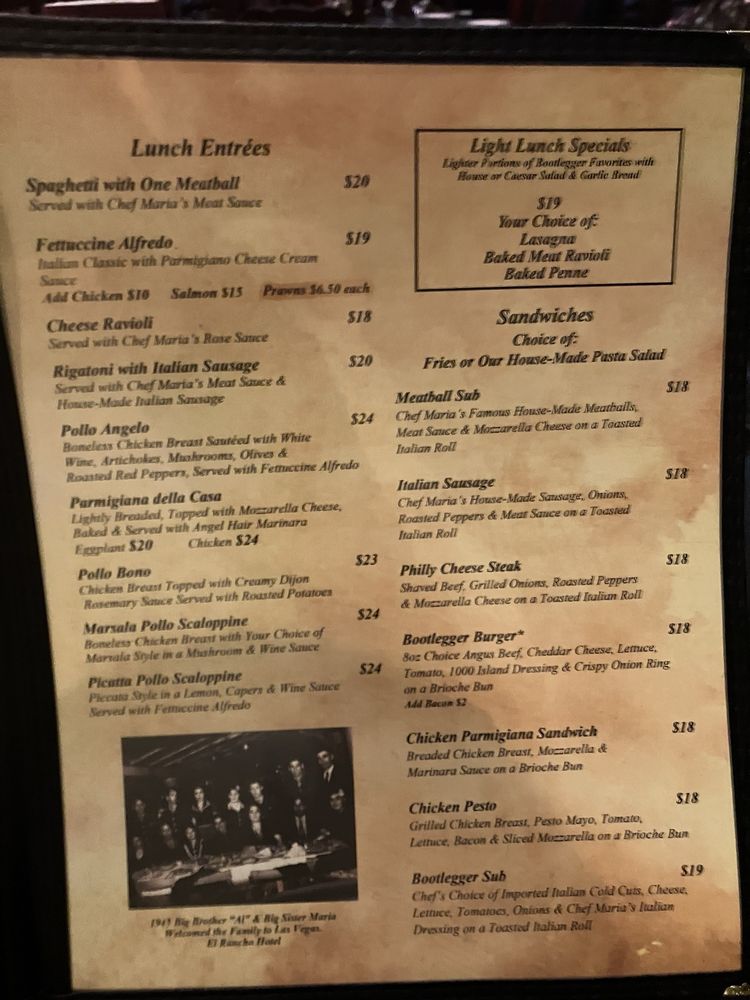 Lunch Entrées
Spaghetti with One Meatball $20
Served with Chef Maria's Meat Sauce
Fettuccine Alfredo $19
Italian Classic with Parmigiano Cheese Cream
Sauce
Add Chicken $10 Salmon $15 Prawns $6.50 each
Cheese Ravioli $18
Served with Chef Maria's Rose Sauce
Rigatoni with Italian Sausage $20
Served with Chef Maria's Meat Sauce &
House-Made Italian Sausage
Pollo Angelo $24
Boneless Chicken Breast Sautéed with White
Wine, Artichokes, Mushrooms, Olives &
Roasted Red Peppers, Served with Fettuccine Alfredo
Parmigiana della Casa
Lightly Breaded, Topped with Mozzarella Cheese,
Baked & Served with Angel Hair Marinara
Eggplant $20 Chicken $24
Pollo Bono $23
Chicken Breast Topped with Creamy Dijon
Rosemary Sauce Served with Roasted Potatoes
Marsala Pollo Scaloppine $24
Boneless Chicken Breast with Your Choice of
Marsala Style in a Mushroom & Wine Sauce
Picatta Pollo Scaloppine $24
Piccata Style in a Lemon, Capers & Wine Sauce
Served with Fettuccine Alfredo
Big Brother "Al" & Big Sister Maria
Welcomed the Family to Las Vegas.
El Rancho Hotel
Light Lunch Specials
Lighter Portions of Bootlegger Favorites with
House or Caesar Salad & Garlic Bread
$19
Your Choice of:
Lasagna
Baked Meat Ravioli
Baked Penne
Sandwiches
Choice of:
Fries or Our House-Made Pasta Salad
Meatball Sub $18
Chef Maria's Famous House-Made Meatballs,
Meat Sauce & Mozzarella Cheese on a Toasted
Italian Roll
Italian Sausage $18
Chef Maria's House-Made Sausage, Onions,
Roasted Peppers & Meat Sauce on a Toasted
Italian Roll
Philly Cheese Steak $18
Shaved Beef, Grilled Onions, Roasted Peppers
& Mozzarella Cheese on a Toasted Italian Roll
Bootlegger Burger* $18
8oz Choice Angus Beef, Cheddar Cheese, Lettuce,
Tomato, 1000 Island Dressing & Crispy Onion Ring
on a Brioche Bun
Add Bacon $2
Chicken Parmigiana Sandwich $18
Breaded Chicken Breast, Mozzarella &
Marinara Sauce on a Brioche Bun
Chicken Pesto $18
Grilled Chicken Breast, Pesto Mayo, Tomato,
Lettuce, Bacon & Sliced Mozzarella on a Brioche Bun
Bootlegger Sub $19
Chef's Choice of Imported Italian Cold Cuts, Cheese,
Lettuce, Tomatoes, Onions & Chef Maria's Italian
Dressing on a Toasted Italian Roll